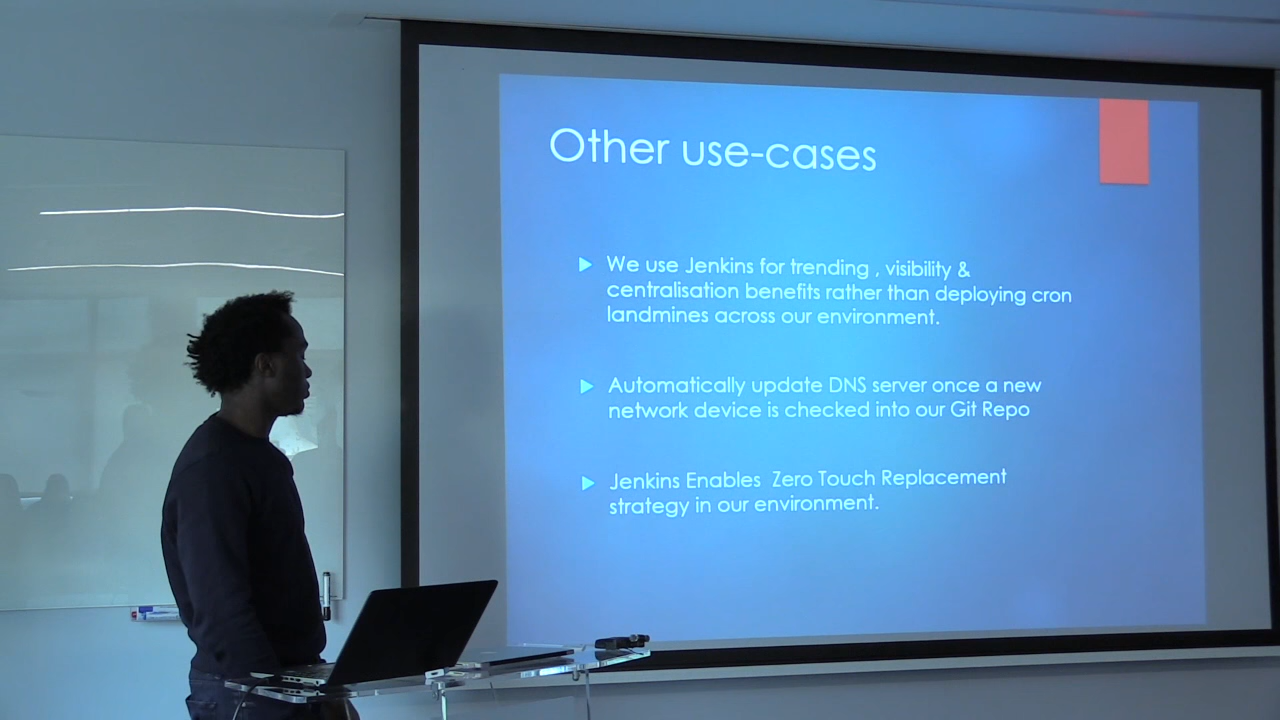 Other use-cases
We use Jenkins for trending , visibility &
centralisation benefits rather than deploying cron
landmines across our environment.
Automatically update DNS server once a new
network device is checked into our Git Repo
Jenkins Enables  Zero Touch Replacement
strategy in our environment.